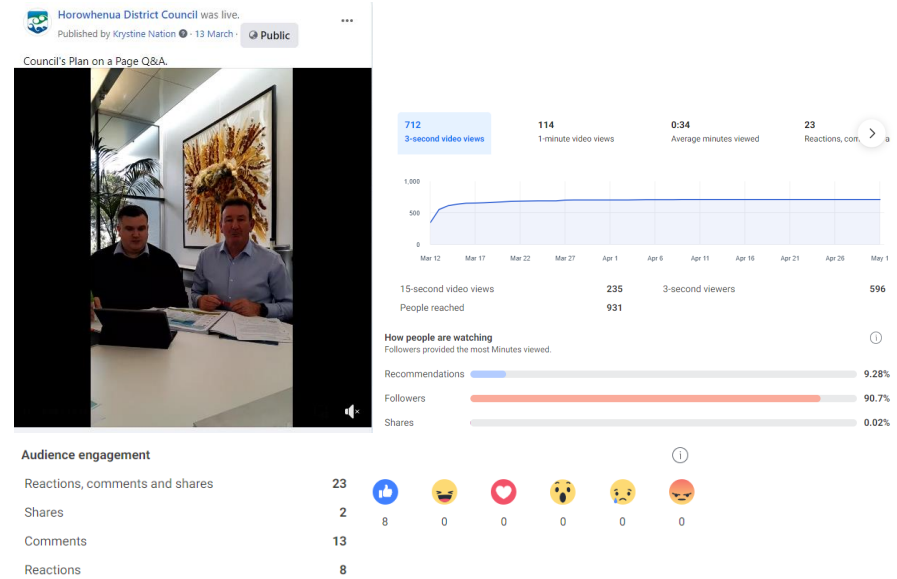 Horowhenua District Council was live.
Published by Krystine Nation · 13 March ·
Public
Council's Plan on a Page Q&A.
712
3-second video views
114
1-minute video views
0:34
Average minutes viewed
23
Reactions, com
1,000
500
0
Mar 12 Mar 17 Mar 22 Mar 27 Apr 1 Apr 6 Apr 11 Apr 16 Apr 21 Apr 26 May 1
15-second video views 235
3-second viewers 596
People reached 931
How people are watching
Followers provided the most Minutes viewed.
Recommendations 9.28%
Followers 90.7%
Shares 0.02%
Audience engagement
Reactions, comments and shares 23
Shares 2
Comments 13
Reactions 8
8 0 0 0 0 0